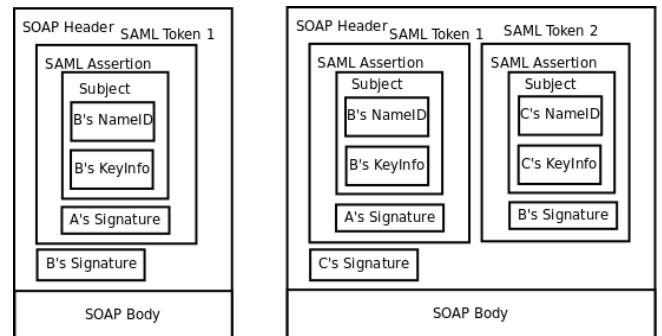 SOAP Header
SAML Token 1
SAML Assertion
Subject
B's NameID
B's KeyInfo
A's Signature
B's Signature
SOAP Body
SOAP Header
SAML Token 1
SAML Assertion
Subject
B's NameID
B's KeyInfo
A's Signature
SAML Token 2
SAML Assertion
Subject
C's NameID
C's KeyInfo
B's Signature
C's Signature
SOAP Body